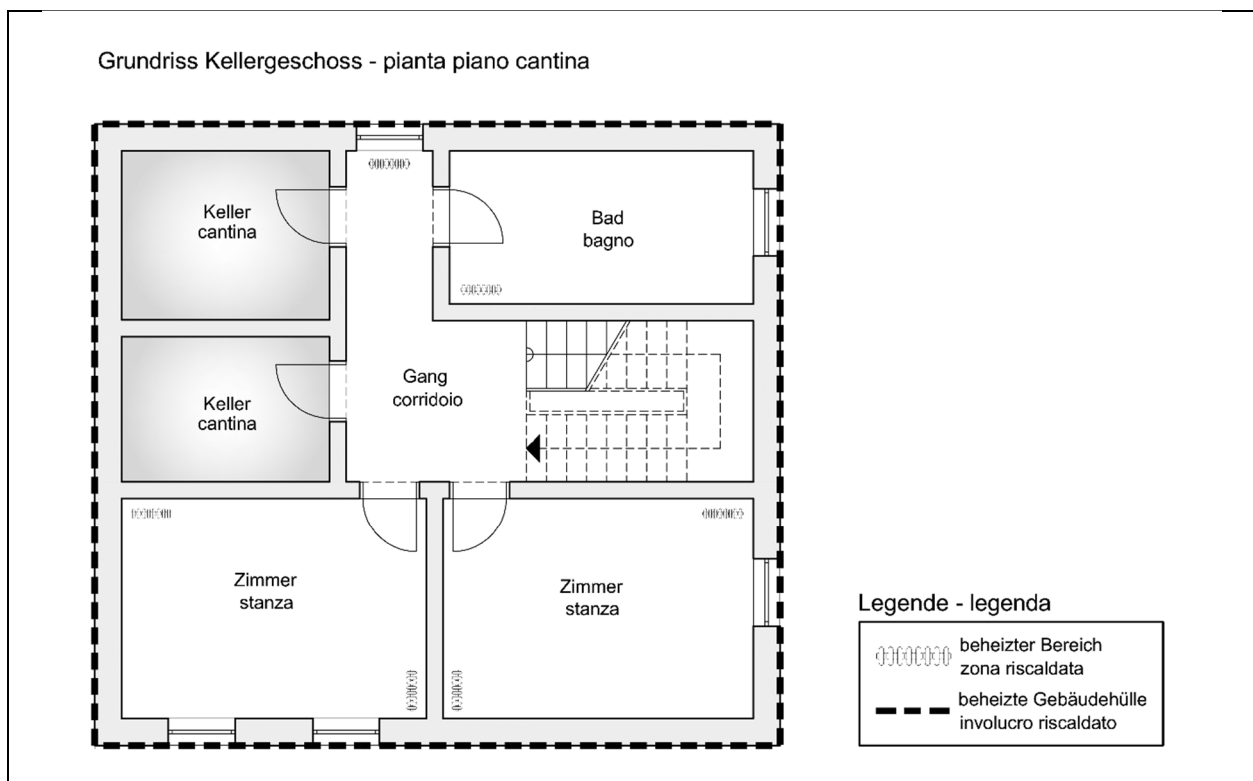 Grundriss Kellergeschoss - pianta piano cantina
Keller
cantina
Bad
bagno
Keller
cantina
Gang
corridoio
Zimmer
stanza
Zimmer
stanza
Legende - legenda
beheizter Bereich
zona riscaldata
beheizte Gebäudehülle
involucro riscaldato